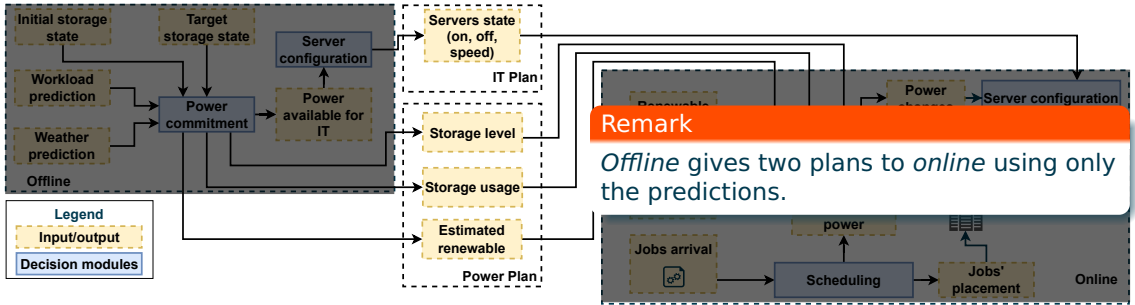 Initial storage
state
Target
storage state
Server
configuration
Workload
prediction
Power
commitment
Power
available for
IT
Weather
prediction
Offline
Servers state
(on, off,
speed)
IT Plan
Storage level
Storage usage
Estimated
renewable
Power Plan
Legend
Input/output
Decision modules
Renewable
Power
changes
Server configuration
Remark
Offline gives two plans to online using only
the predictions.
power
Jobs arrival
Scheduling
Jobs'
placement
Online